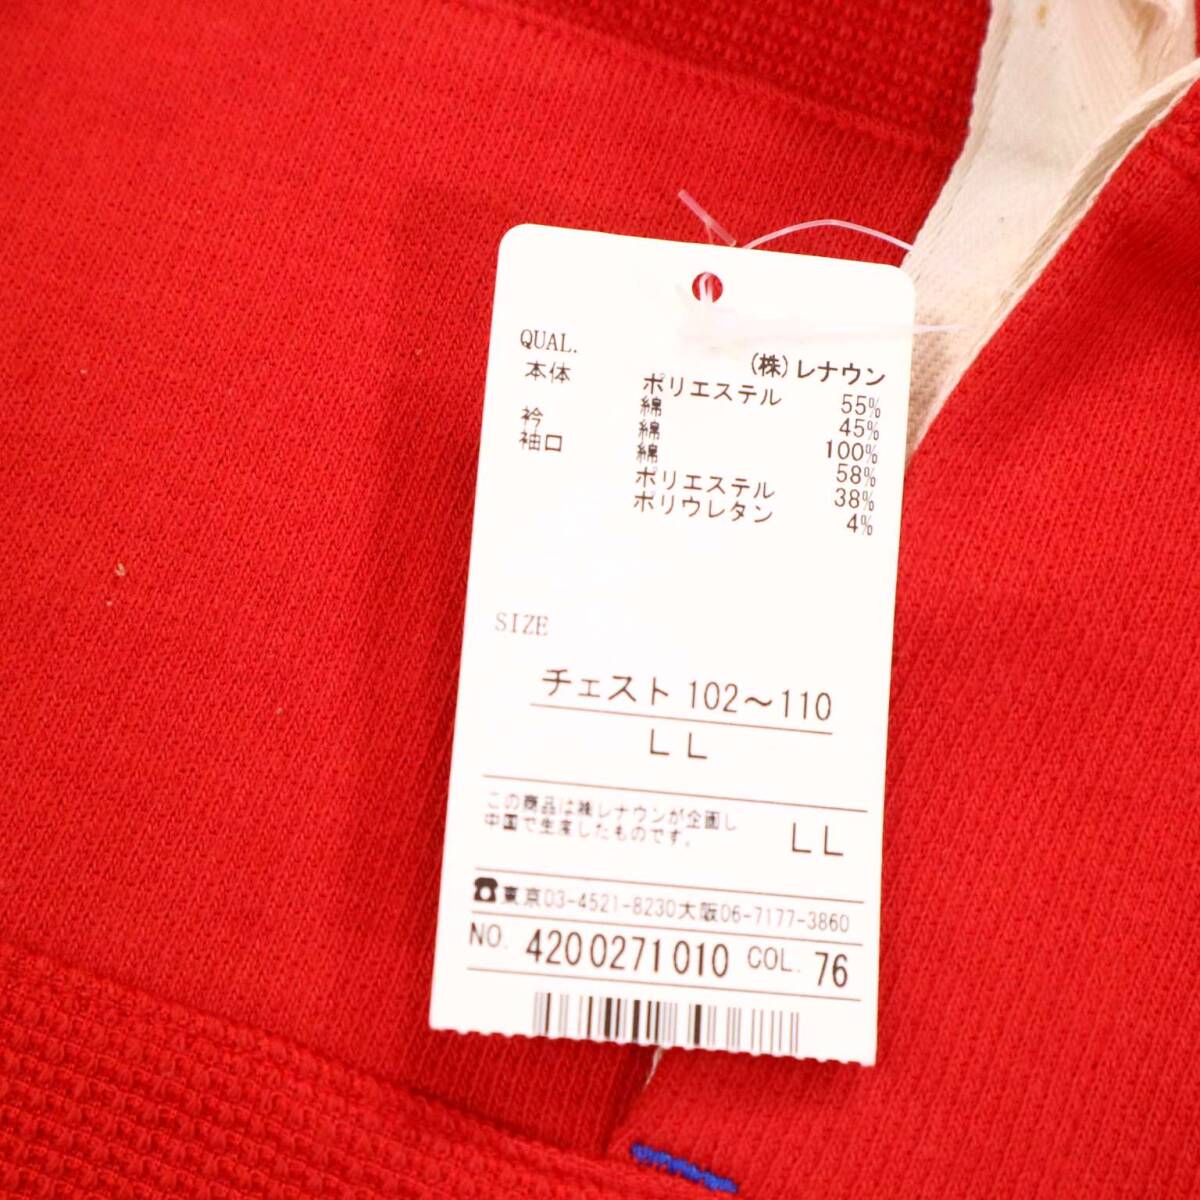 QUAL.
(株)レナウン
本体 ポリエステル 55%
綿 45%
衿 綿 100%
袖口 綿 58%
ポリエステル 38%
ポリウレタン 4%
SIZE
チェスト 102～110
LL
この商品は㈱レナウンが企画し
中国で生産したものです。
LL
☎東京03-4521-8230大阪06-7177-3860
NO. 4200271010 COL. 76